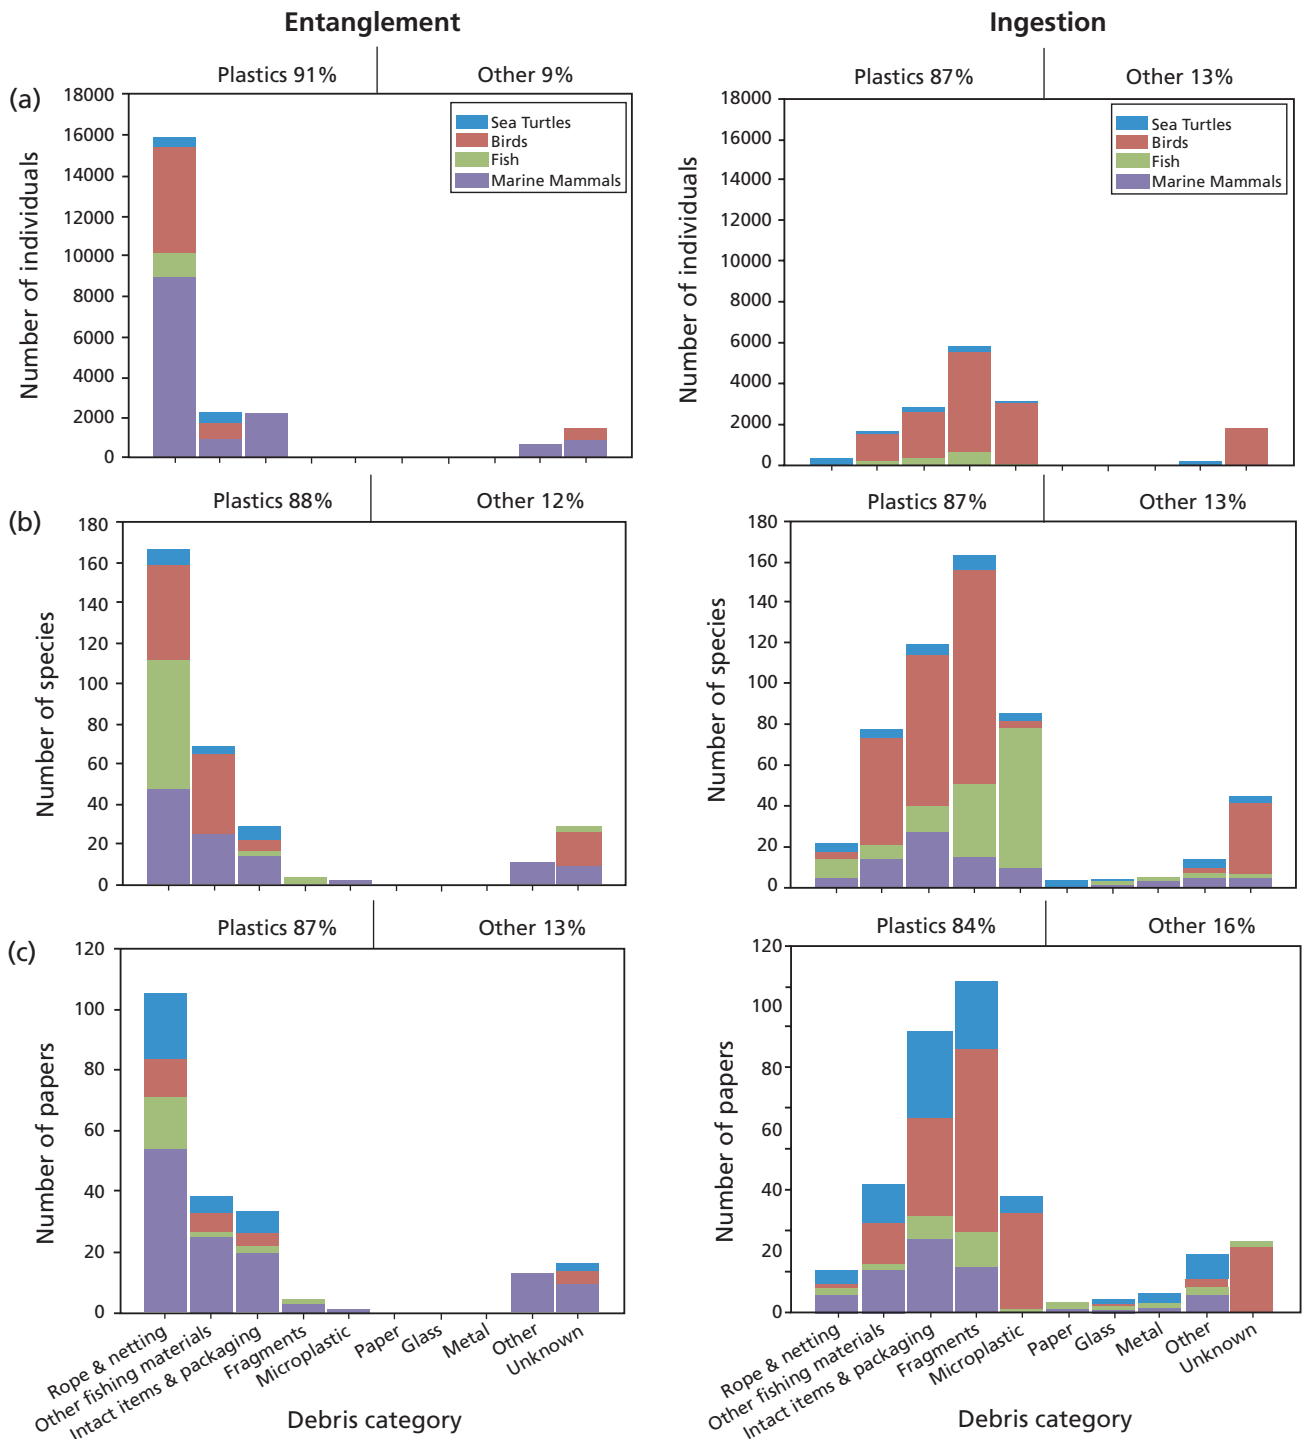 Entanglement
Ingestion
Plastics 91%
Other 9%
Plastics 87%
Other 13%
(a)
18000
16000
14000
12000
10000
8000
6000
4000
2000
0
Number of individuals
Sea Turtles
Birds
Fish
Marine Mammals
18000
16000
14000
12000
10000
8000
6000
4000
2000
0
Number of individuals
Sea Turtles
Birds
Fish
Marine Mammals
Plastics 88%
Other 12%
Plastics 87%
Other 13%
(b)
180
160
140
120
100
80
60
40
20
0
Number of species
180
160
140
120
100
80
60
40
20
0
Number of species
Plastics 87%
Other 13%
Plastics 84%
Other 16%
(c)
120
100
80
60
40
20
0
Number of papers
120
100
80
60
40
20
0
Number of papers
Rope & netting
Other fishing materials
Intact items & packaging
Fragments
Microplastic
Paper
Glass
Metal
Other
Unknown
Debris category
Rope & netting
Other fishing materials
Intact items & packaging
Fragments
Microplastic
Paper
Glass
Metal
Other
Unknown
Debris category